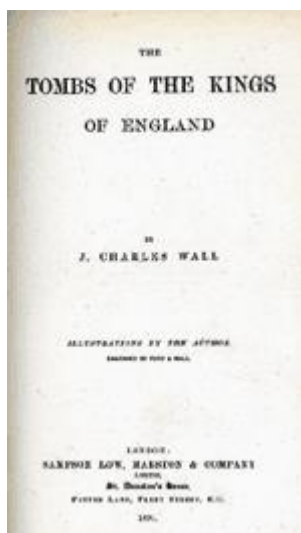 THE
TOMBS OF THE KINGS
OF ENGLAND
BY
J. CHARLES WALL
ILLUSTRATIONS BY THE AUTHOR.
LONDON:
SAMPSON LOW, MARSTON & COMPANY
LIMITED,
St. Dunstan's House,
FETTER LANE, FLEET STREET, E.C.